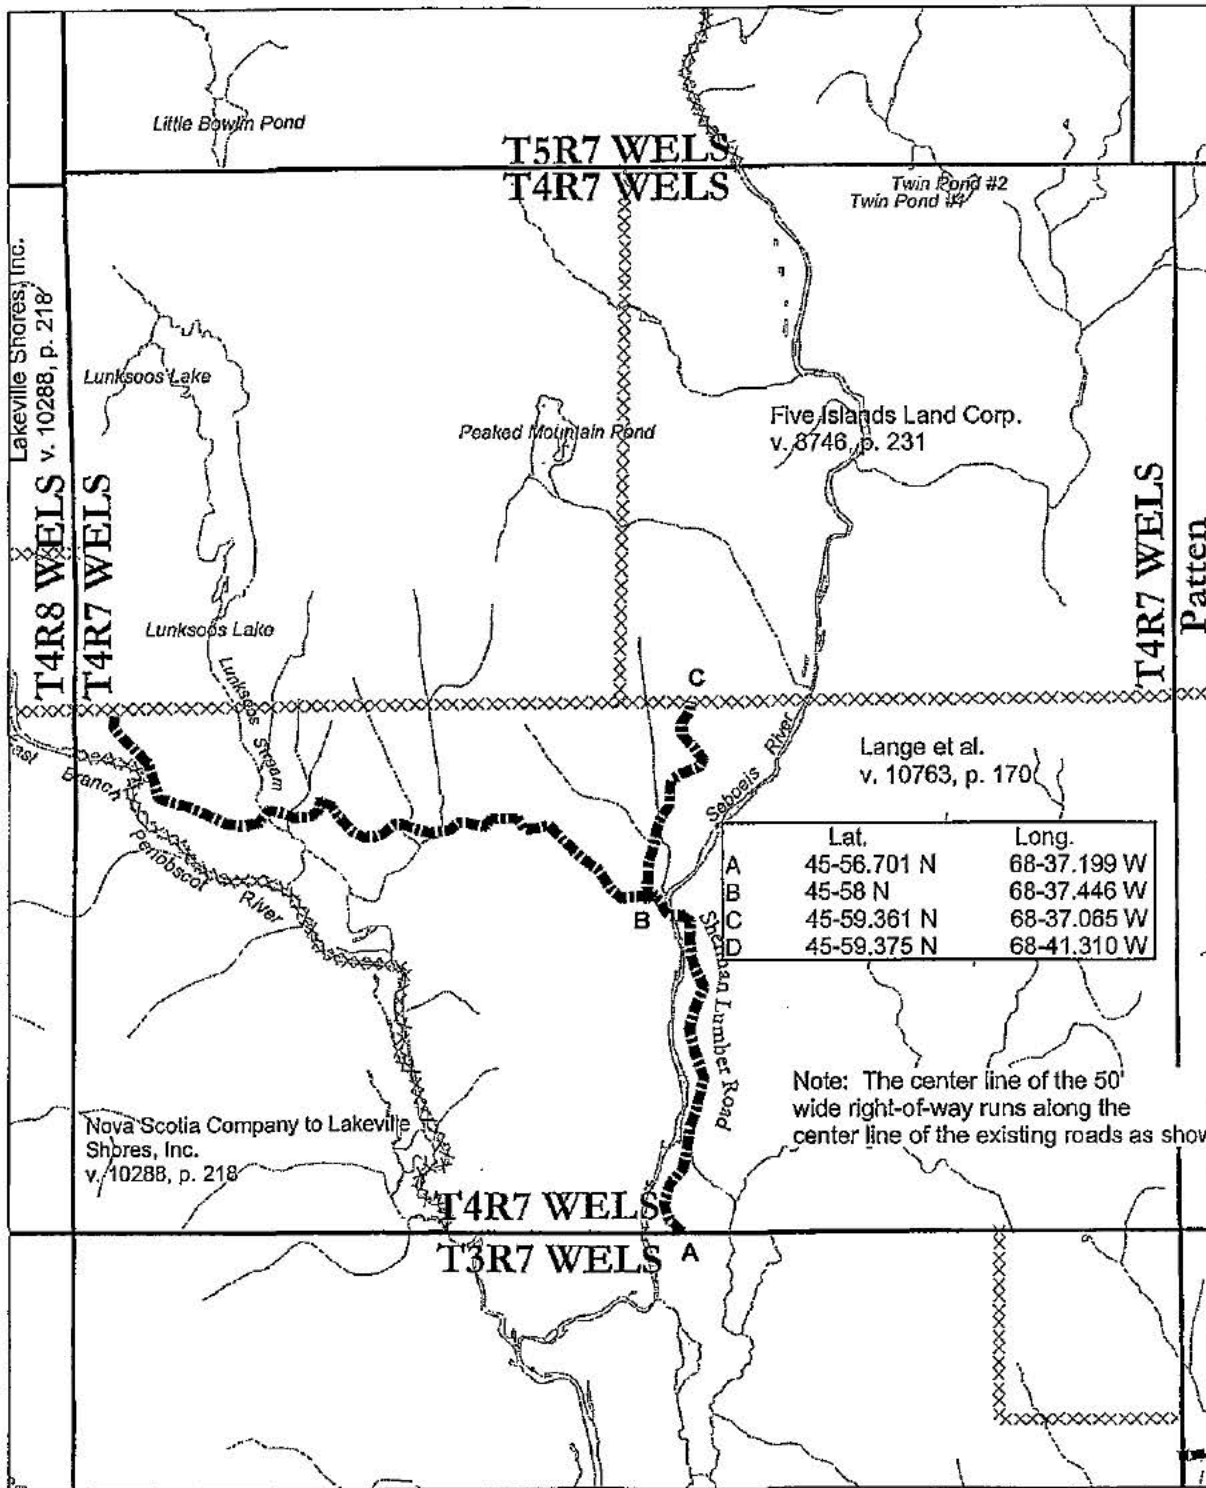 Little Bowlin Pond
T5R7 WELS
T4R7 WELS
Twin Pond #2
Twin Pond #1
Lakeville Shores, Inc.
v. 10288, p. 218
Lunksoos Lake
Peaked Mountain Pond
Five Islands Land Corp.
v. 8746, p. 231
T4R8 WELS
T4R7 WELS
T4R7 WELS
Patten
Lunksoos Lake
Lunksoos Stream
C
East Branch Penobscot River
Seboeis River
Lange et al.
v. 10763, p. 170
Lat. Long.
A 45-56.701 N 68-37.199 W
B 45-58 N 68-37.446 W
C 45-59.361 N 68-37.065 W
D 45-59.375 N 68-41.310 W
B
Sherman Lumber Road
Note: The center line of the 50'
wide right-of-way runs along the
center line of the existing roads as show
Nova Scotia Company to Lakeville
Shores, Inc.
v. 10288, p. 218
T4R7 WELS
T3R7 WELS
A